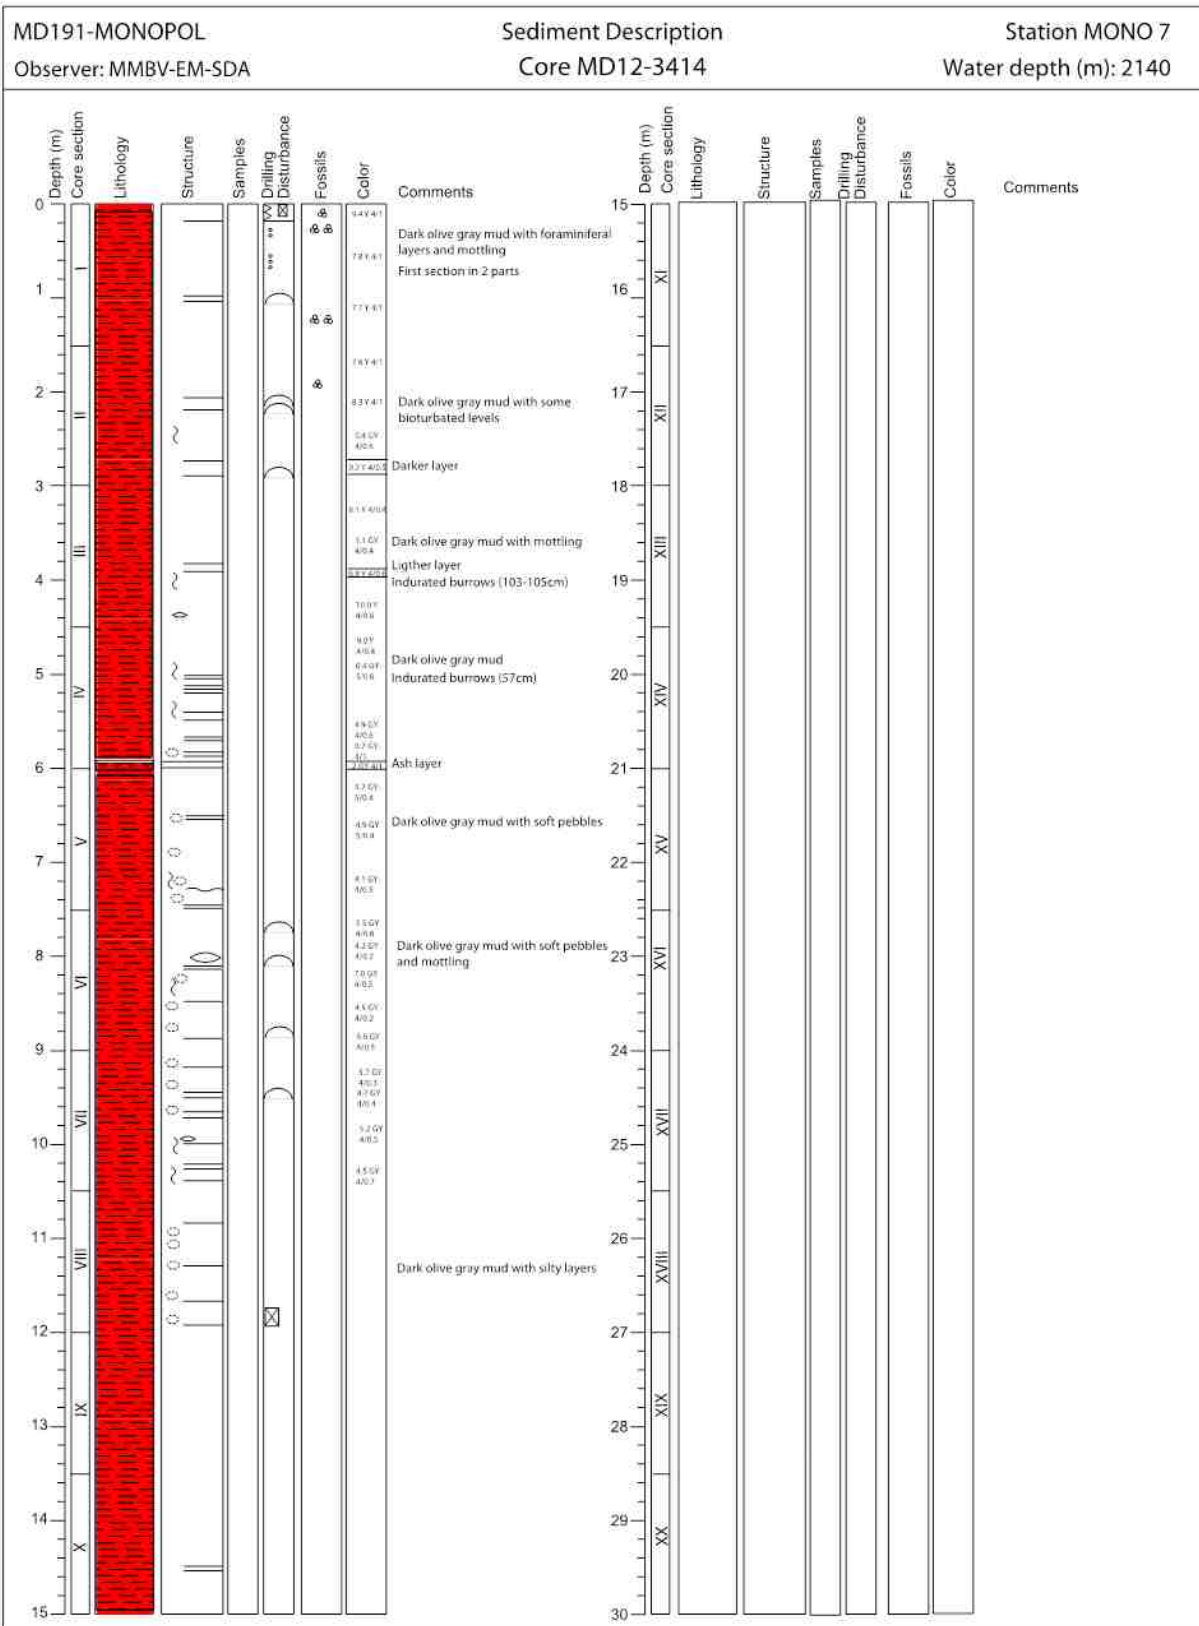 MD191-MONOPOL
Sediment Description
Station MONO 7
Observer: MMBV-EM-SDA
Core MD12-3414
Water depth (m): 2140
Depth (m)
Core section
Lithology
Structure
Samples
Drilling
Disturbance
Fossils
Color
Comments
0
1
2
3
4
5
6
7
8
9
10
11
12
13
14
15
I
II
III
IV
V
VI
VII
VIII
IX
X
Dark olive gray mud with foraminiferal
layers and mottling
First section in 2 parts
Dark olive gray mud with some
bioturbated levels
Darker layer
Dark olive gray mud with mottling
Ligther layer
Indurated burrows (103-105cm)
Dark olive gray mud
Indurated burrows (57cm)
Ash layer
Dark olive gray mud with soft pebbles
Dark olive gray mud with soft pebbles
and mottling
Dark olive gray mud with silty layers
Depth (m)
Core section
Lithology
Structure
Samples
Drilling
Disturbance
Fossils
Color
Comments
15
16
17
18
19
20
21
22
23
24
25
26
27
28
29
30
XI
XII
XIII
XIV
XV
XVI
XVII
XVIII
XIX
XX